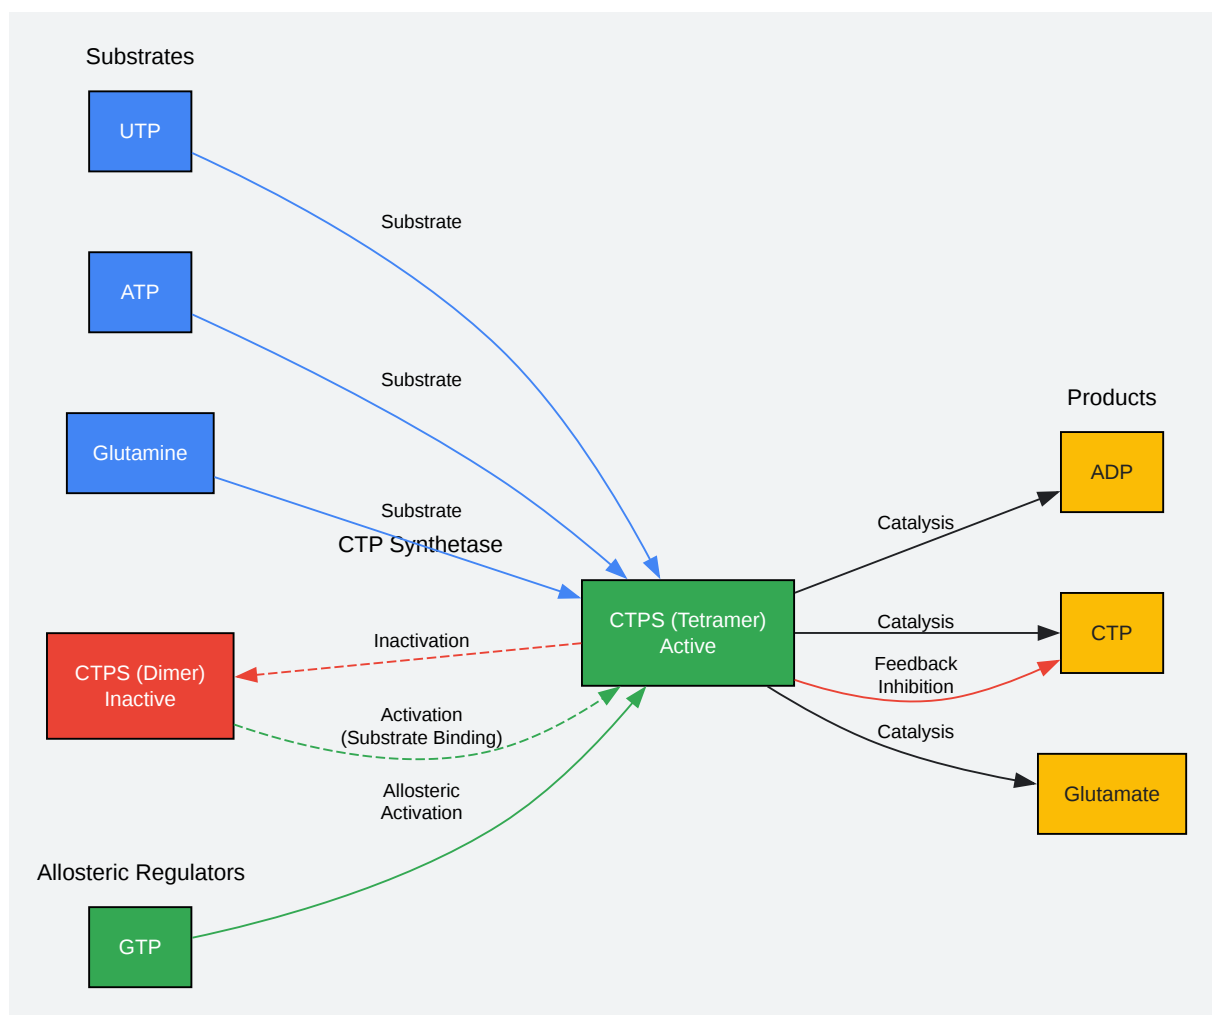 Substrates
UTP
Substrate
ATP
Substrate
Products
Glutamine
ADP
Substrate
Catalysis
CTP Synthetase
CTPS (Tetramer)
Active
Catalysis
CTP
Inactivation
Feedback
Inhibition
CTPS (Dimer)
Inactive
Activation
(Substrate Binding)
Catalysis
Allosteric
Activation
Glutamate
Allosteric Regulators
GTP